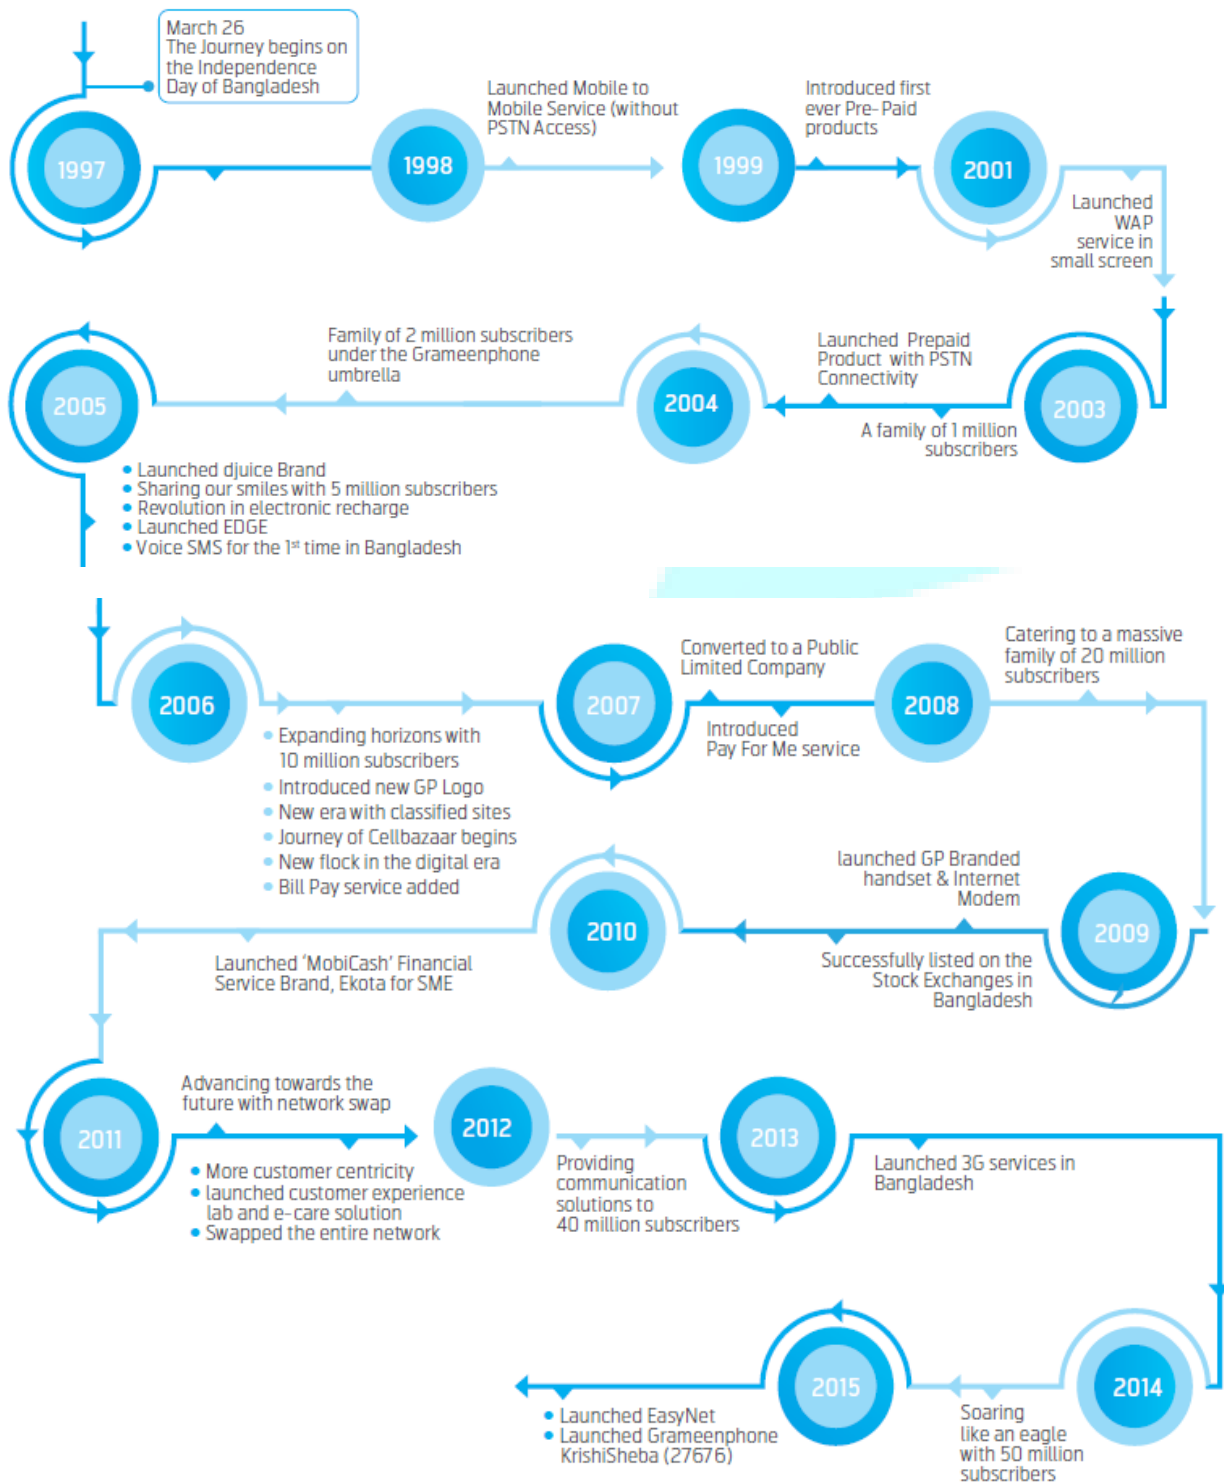 March 26
The Journey begins on
the Independence
Day of Bangladesh
1997
1998
Launched Mobile to
Mobile Service (without
PSTN Access)
1999
Introduced first
ever Pre-Paid
products
2001
Launched
WAP
service in
small screen
2003
Launched Prepaid
Product with PSTN
Connectivity
A family of 1 million
subscribers
2004
Family of 2 million subscribers
under the Grameenphone
umbrella
2005
• Launched djuice Brand
• Sharing our smiles with 5 million subscribers
• Revolution in electronic recharge
• Launched EDGE
• Voice SMS for the 1st time in Bangladesh
2006
• Expanding horizons with
10 million subscribers
• Introduced new GP Logo
• New era with classified sites
• Journey of Cellbazaar begins
• New flock in the digital era
• Bill Pay service added
2007
Converted to a Public
Limited Company
Introduced
Pay For Me service
2008
Catering to a massive
family of 20 million
subscribers
2009
launched GP Branded
handset & Internet
Modem
Successfully listed on the
Stock Exchanges in
Bangladesh
2010
Launched ‘MobiCash’ Financial
Service Brand, Ekota for SME
2011
Advancing towards the
future with network swap
• More customer centricity
• launched customer experience
lab and e-care solution
• Swapped the entire network
2012
Providing
communication
solutions to
40 million subscribers
2013
Launched 3G services in
Bangladesh
2014
Soaring
like an eagle
with 50 million
subscribers
2015
• Launched EasyNet
• Launched Grameenphone
KrishiSheba (27676)